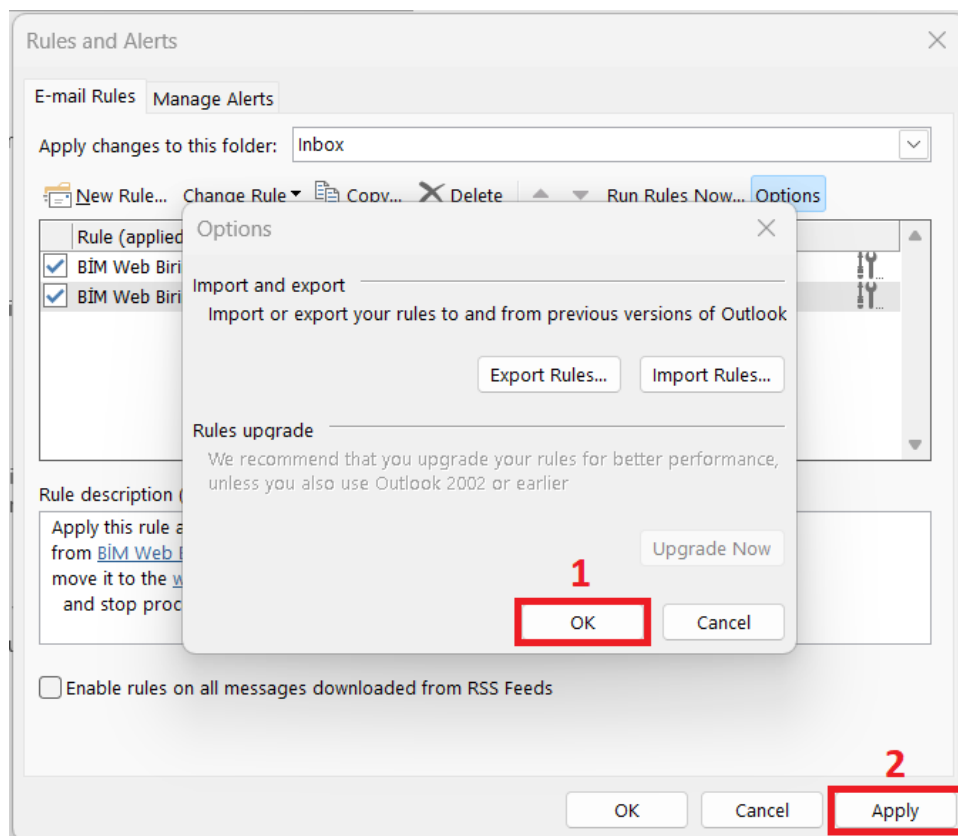 Rules and Alerts
E-mail Rules Manage Alerts
Apply changes to this folder: Inbox
New Rule... Change Rule Copy... Delete Run Rules Now... Options
Rule (applied
Options
BİM Web Biri
BİM Web Biri
Import and export
Import or export your rules to and from previous versions of Outlook
Export Rules... Import Rules...
Rules upgrade
We recommend that you upgrade your rules for better performance,
unless you also use Outlook 2002 or earlier
Upgrade Now
1
OK Cancel
Rule description (
Apply this rule a
from BİM Web B
move it to the w
and stop proc
Enable rules on all messages downloaded from RSS Feeds
2
OK Cancel Apply